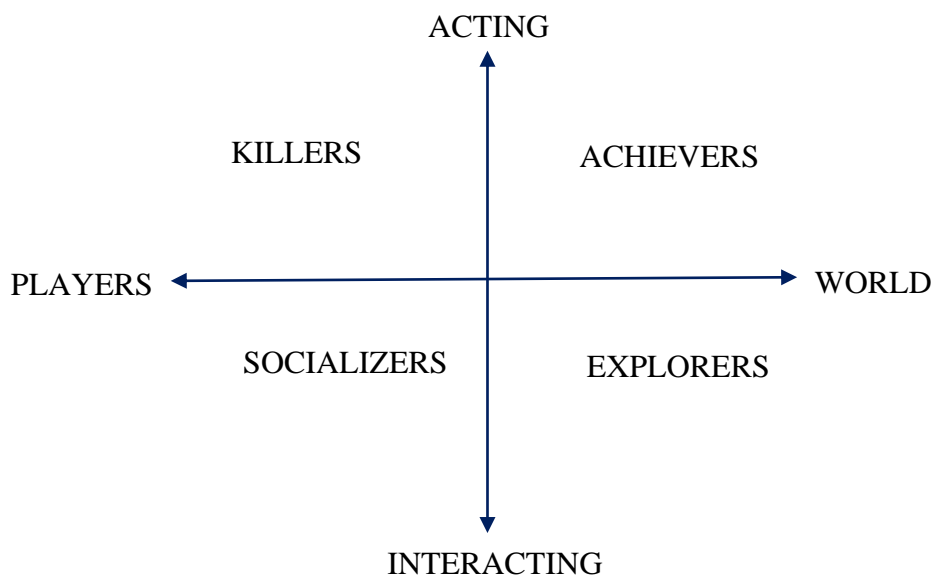 ACTING
KILLERS
ACHIEVERS
PLAYERS
WORLD
SOCIALIZERS
EXPLORERS
INTERACTING